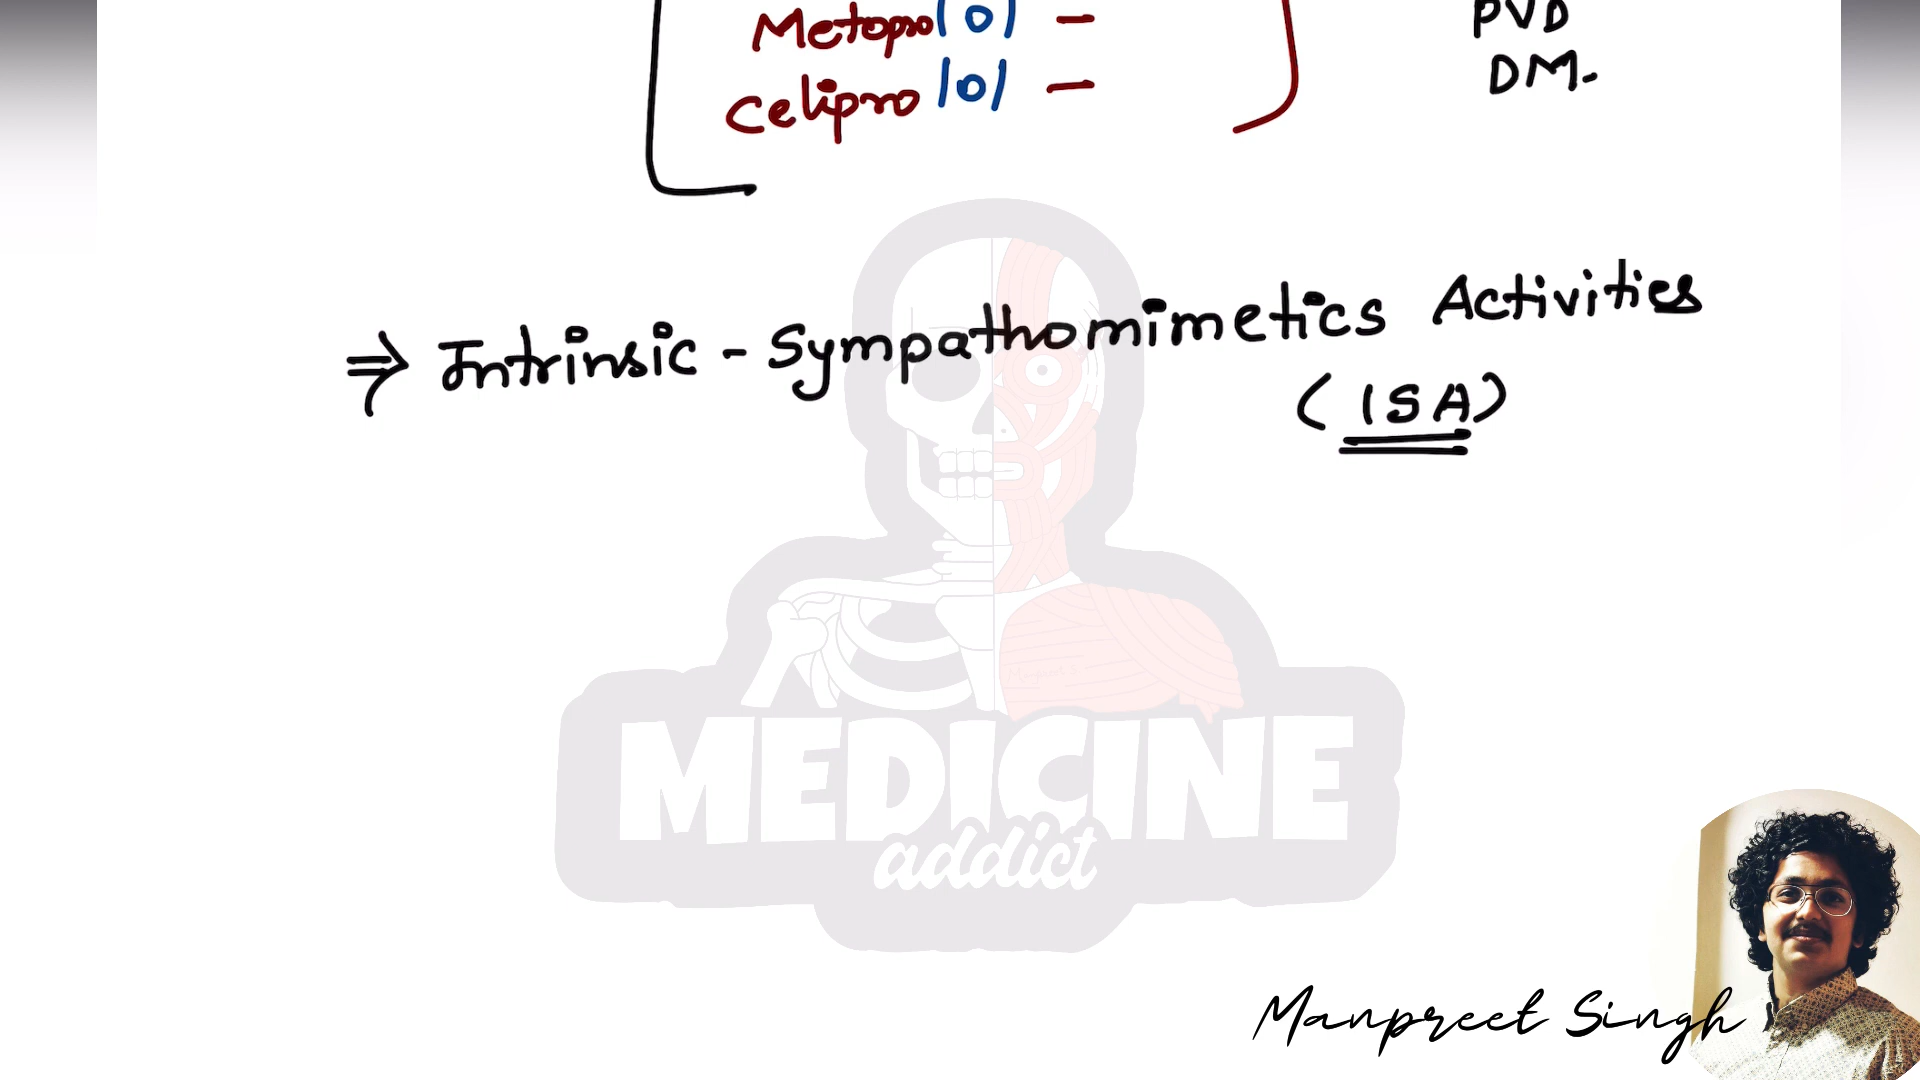 Metoprolol -
PVD
Celiprolol -
DM.
⇒ Intrinsic - Sympathomimetics Activities
(ISA)
MEDICINE
addict
Manpreet Singh